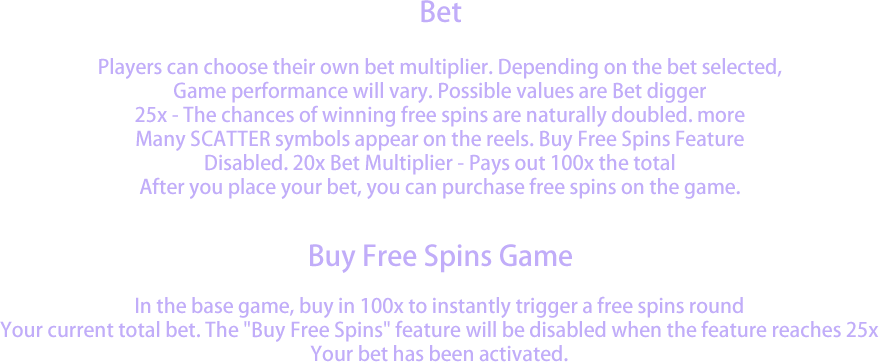 Bet
Players can choose their own bet multiplier. Depending on the bet selected,
Game performance will vary. Possible values are Bet digger
25x - The chances of winning free spins are naturally doubled. more
Many SCATTER symbols appear on the reels. Buy Free Spins Feature
Disabled. 20x Bet Multiplier - Pays out 100x the total
After you place your bet, you can purchase free spins on the game.
Buy Free Spins Game
In the base game, buy in 100x to instantly trigger a free spins round
Your current total bet. The "Buy Free Spins" feature will be disabled when the feature reaches 25x
Your bet has been activated.